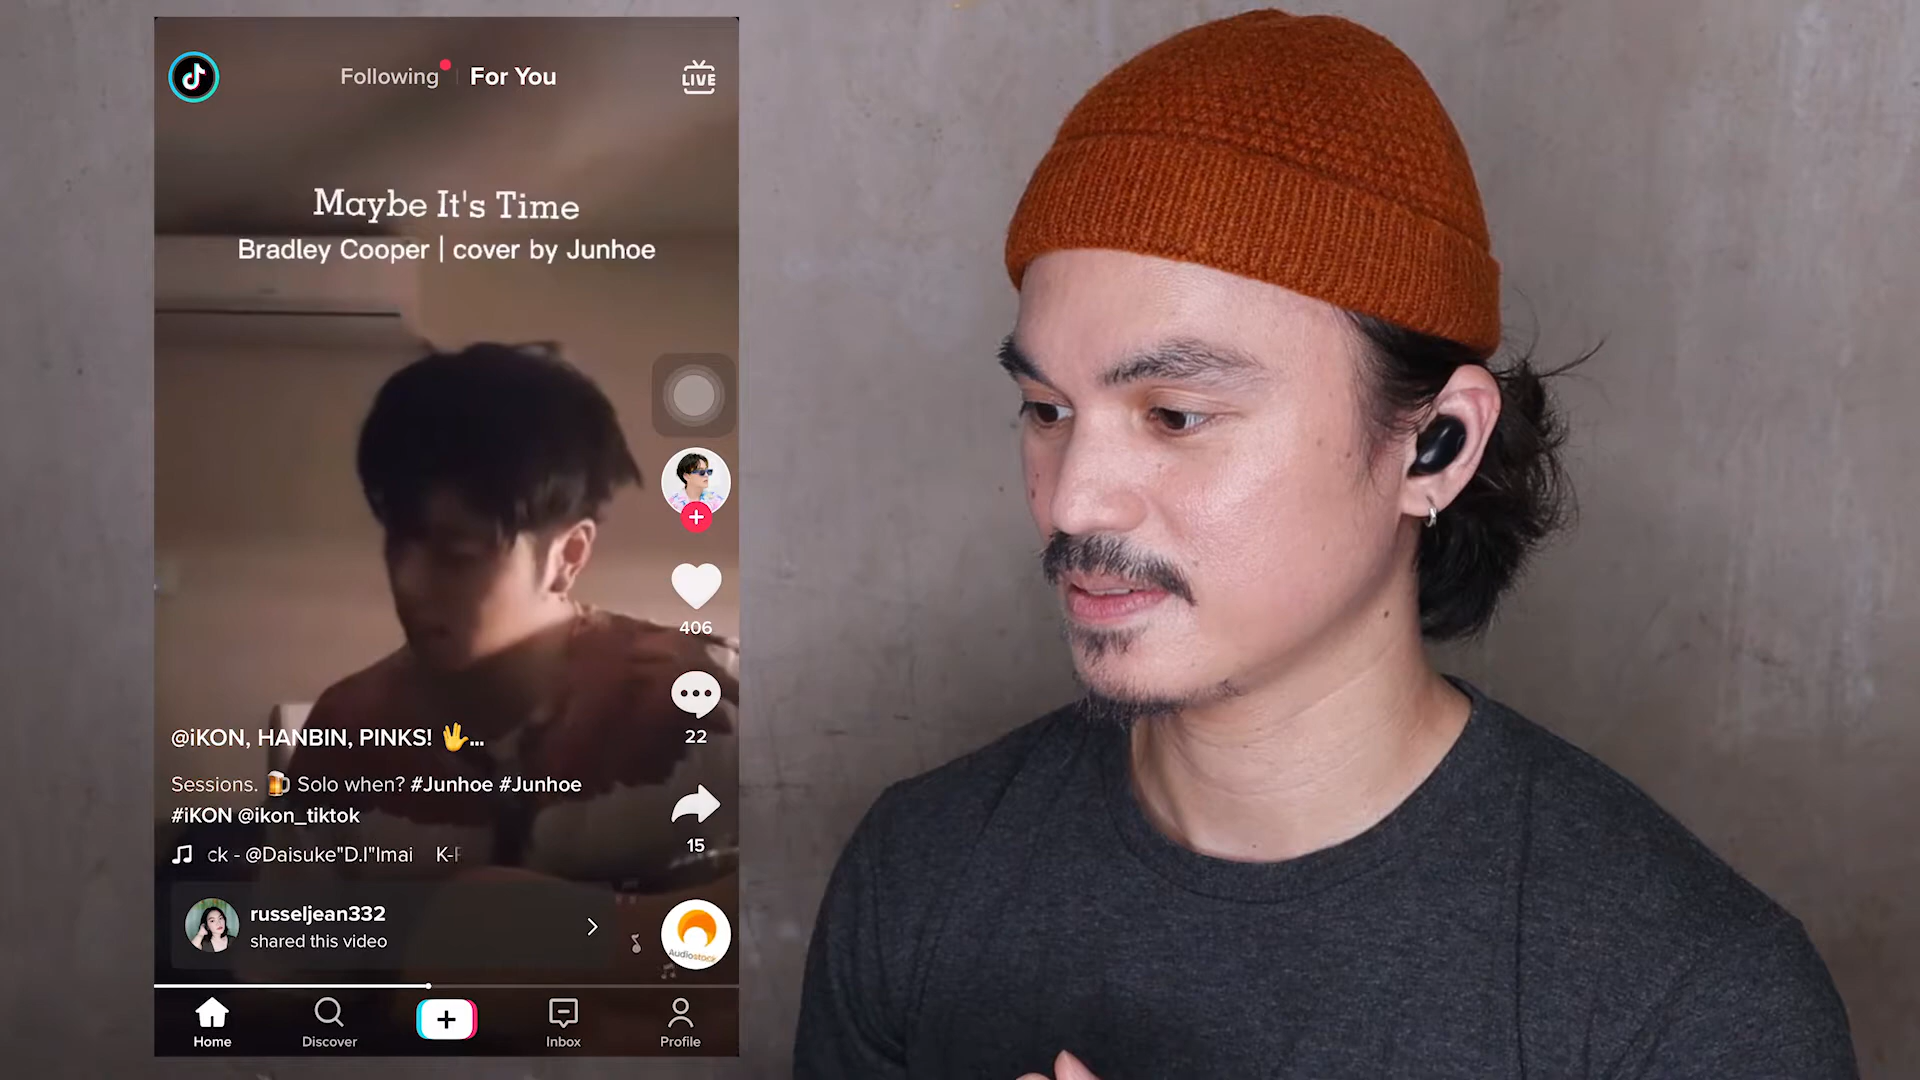 Following For You LIVE
Maybe It's Time
Bradley Cooper | cover by Junhoe
406
22
@iKON, HANBIN, PINKS! 🖖...
Sessions. 🍺 Solo when? #Junhoe #Junhoe
#iKON @ikon_tiktok
15
ck - @Daisuke"D.I"Imai K-F
russeljean332
shared this video
Audiostock
Home Discover Inbox Profile